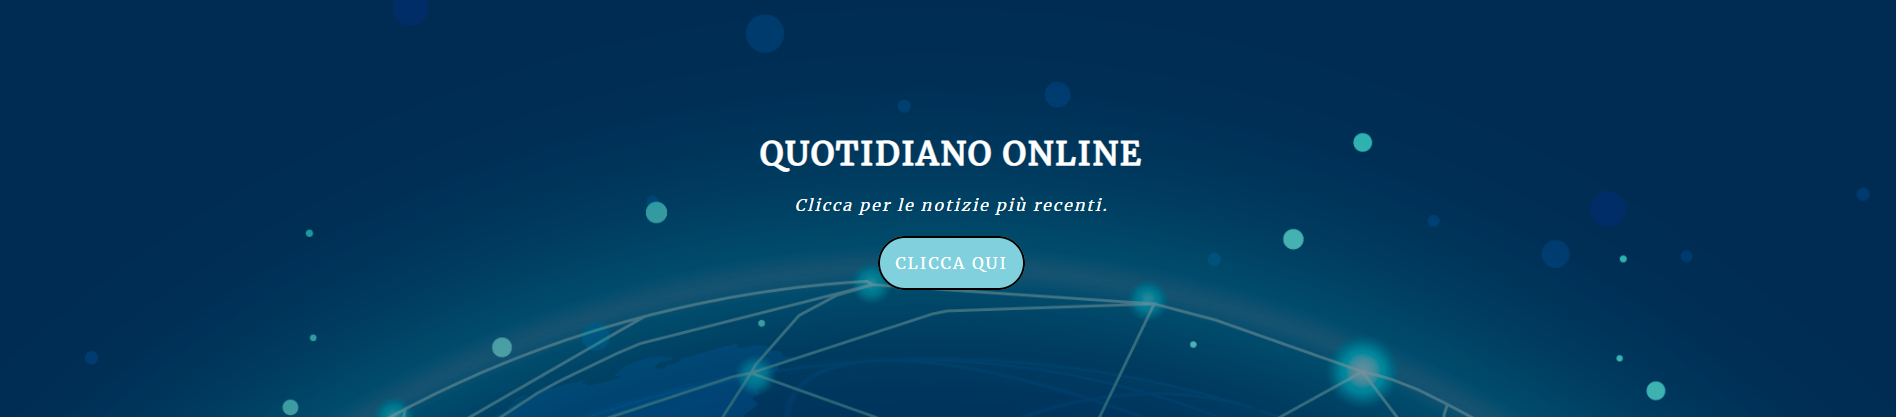 QUOTIDIANO ONLINE
Clicca per le notizie più recenti.
CLICCA QUI